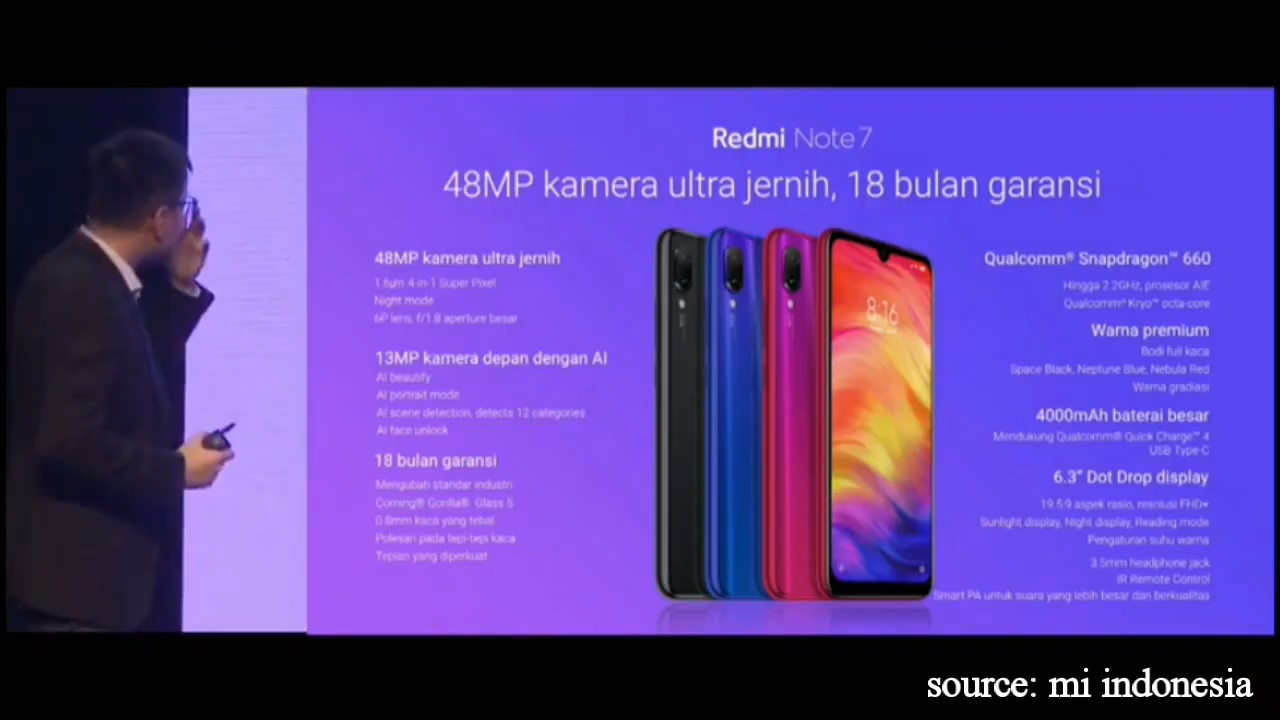 Redmi Note 7
48MP kamera ultra jernih, 18 bulan garansi
48MP kamera ultra jernih
1.6μm 4-in-1 Super Pixel
Night mode
6P lens, f/1.8 aperture besar
13MP kamera depan dengan AI
AI beautify
AI portrait mode
AI scene detection, detects 12 categories
AI face unlock
18 bulan garansi
Mengubah standar industri
Corning® Gorilla® Glass 5
0.8mm kaca yang tebal
Polesan pada tepi-tepi kaca
Tepian yang diperkuat
8:16
Qualcomm® Snapdragon™ 660
Hingga 2.2GHz, prosesor AIE
Qualcomm® Kryo™ octa-core
Warna premium
Bodi full kaca
Space Black, Neptune Blue, Nebula Red
Warna gradiasi
4000mAh baterai besar
Mendukung Qualcomm® Quick Charge™ 4
USB Type-C
6.3” Dot Drop display
19.5:9 aspek rasio, resolusi FHD+
Sunlight display, Night display, Reading mode
Pengaturan suhu warna
3.5mm headphone jack
IR Remote Control
Smart PA untuk suara yang lebih besar dan berkualitas
source: mi indonesia